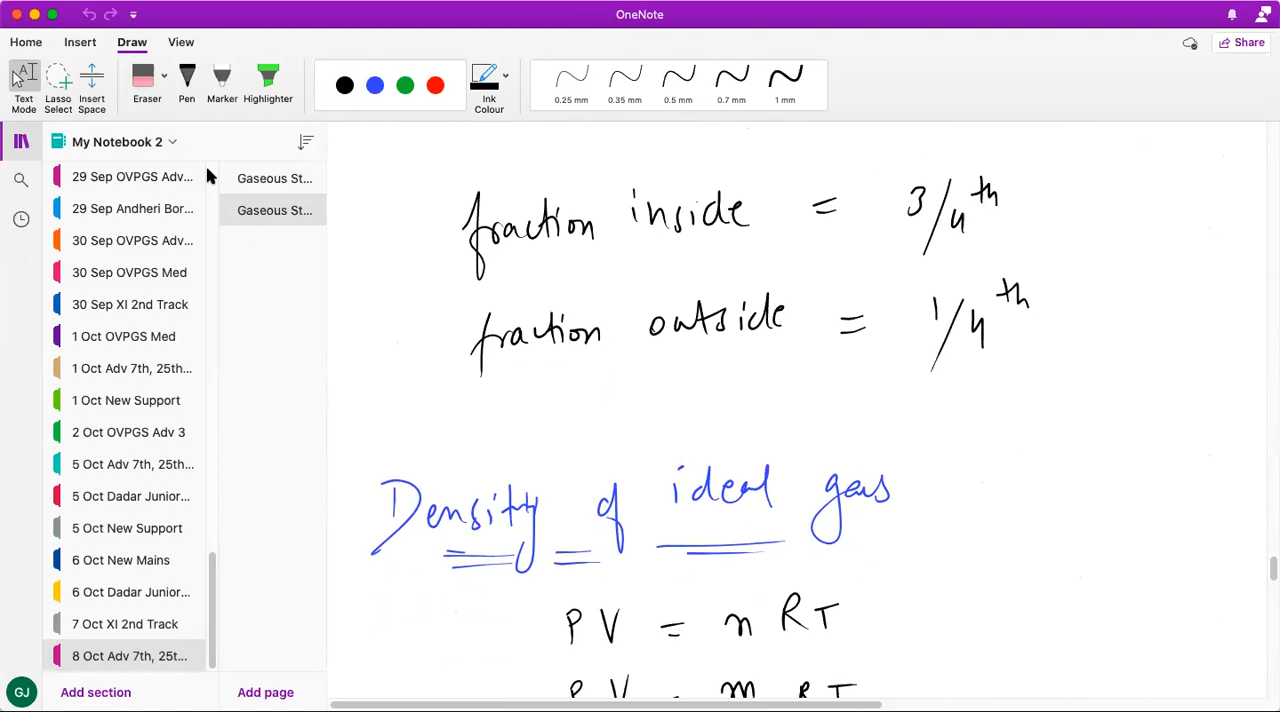 OneNote
Home Insert Draw View
Share
Text Mode
Lasso Select
Insert Space
Eraser
Pen
Marker
Highlighter
Ink Colour
0.25 mm 0.35 mm 0.5 mm 0.7 mm 1 mm
My Notebook 2
29 Sep OVPGS Adv...
29 Sep Andheri Bor...
30 Sep OVPGS Adv...
30 Sep OVPGS Med
30 Sep XI 2nd Track
1 Oct OVPGS Med
1 Oct Adv 7th, 25th...
1 Oct New Support
2 Oct OVPGS Adv 3
5 Oct Adv 7th, 25th...
5 Oct Dadar Junior...
5 Oct New Support
6 Oct New Mains
6 Oct Dadar Junior...
7 Oct XI 2nd Track
8 Oct Adv 7th, 25t...
Add section
Gaseous St...
Gaseous St...
Add page
GJ
fraction inside = 3/4th
fraction outside = 1/4th
Density of ideal gas
PV = n RT
PV = m RT